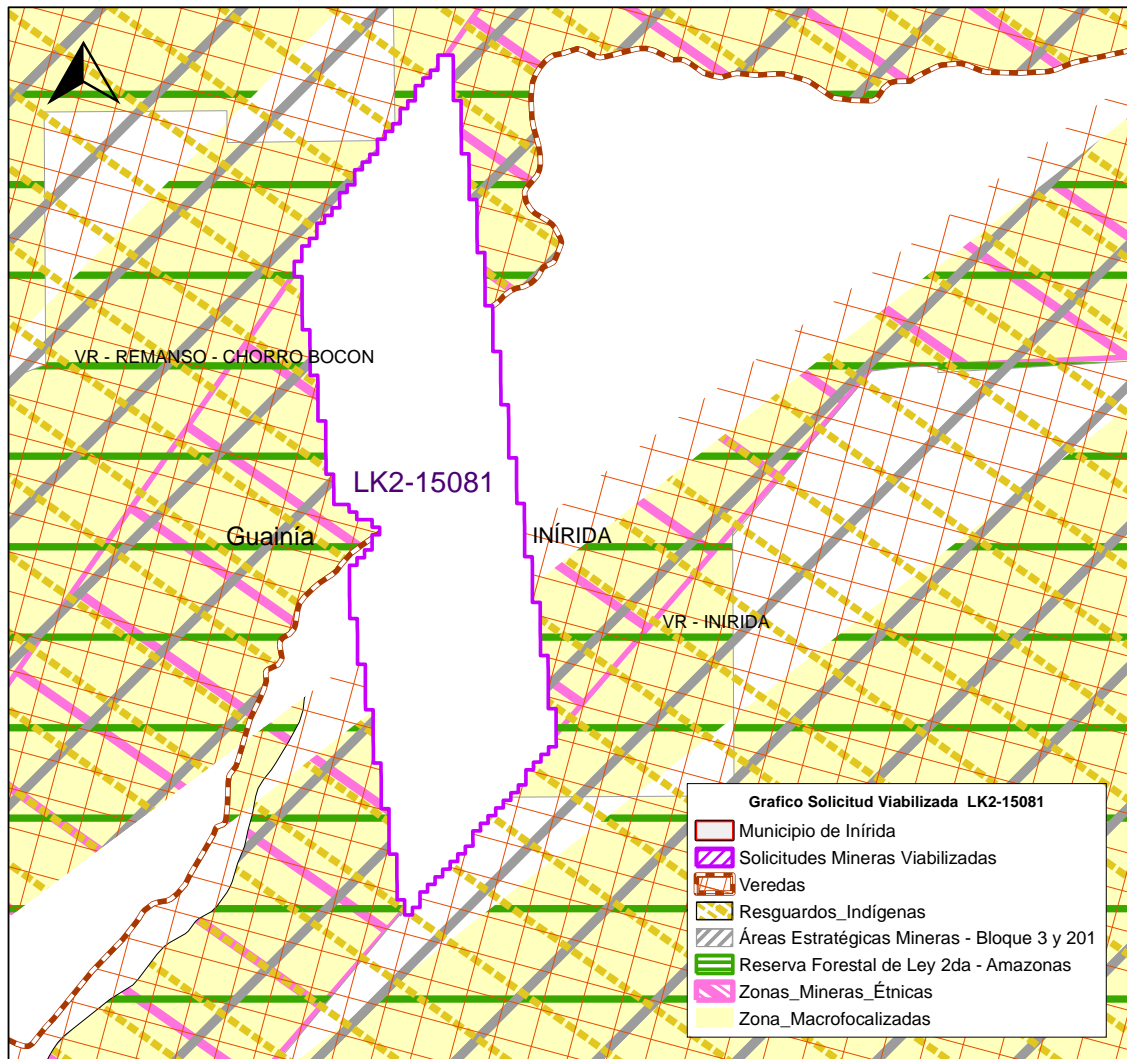 VR - REMANSO - CHORRO BOCON
LK2-15081
Guainía
INÍRIDA
VR - INIRIDA
Grafico Solicitud Viabilizada LK2-15081
Municipio de Inírida
Solicitudes Mineras Viabilizadas
Veredas
Resguardos_Indígenas
Áreas Estratégicas Mineras - Bloque 3 y 201
Reserva Forestal de Ley 2da - Amazonas
Zonas_Mineras_Étnicas
Zona_Macrofocalizadas